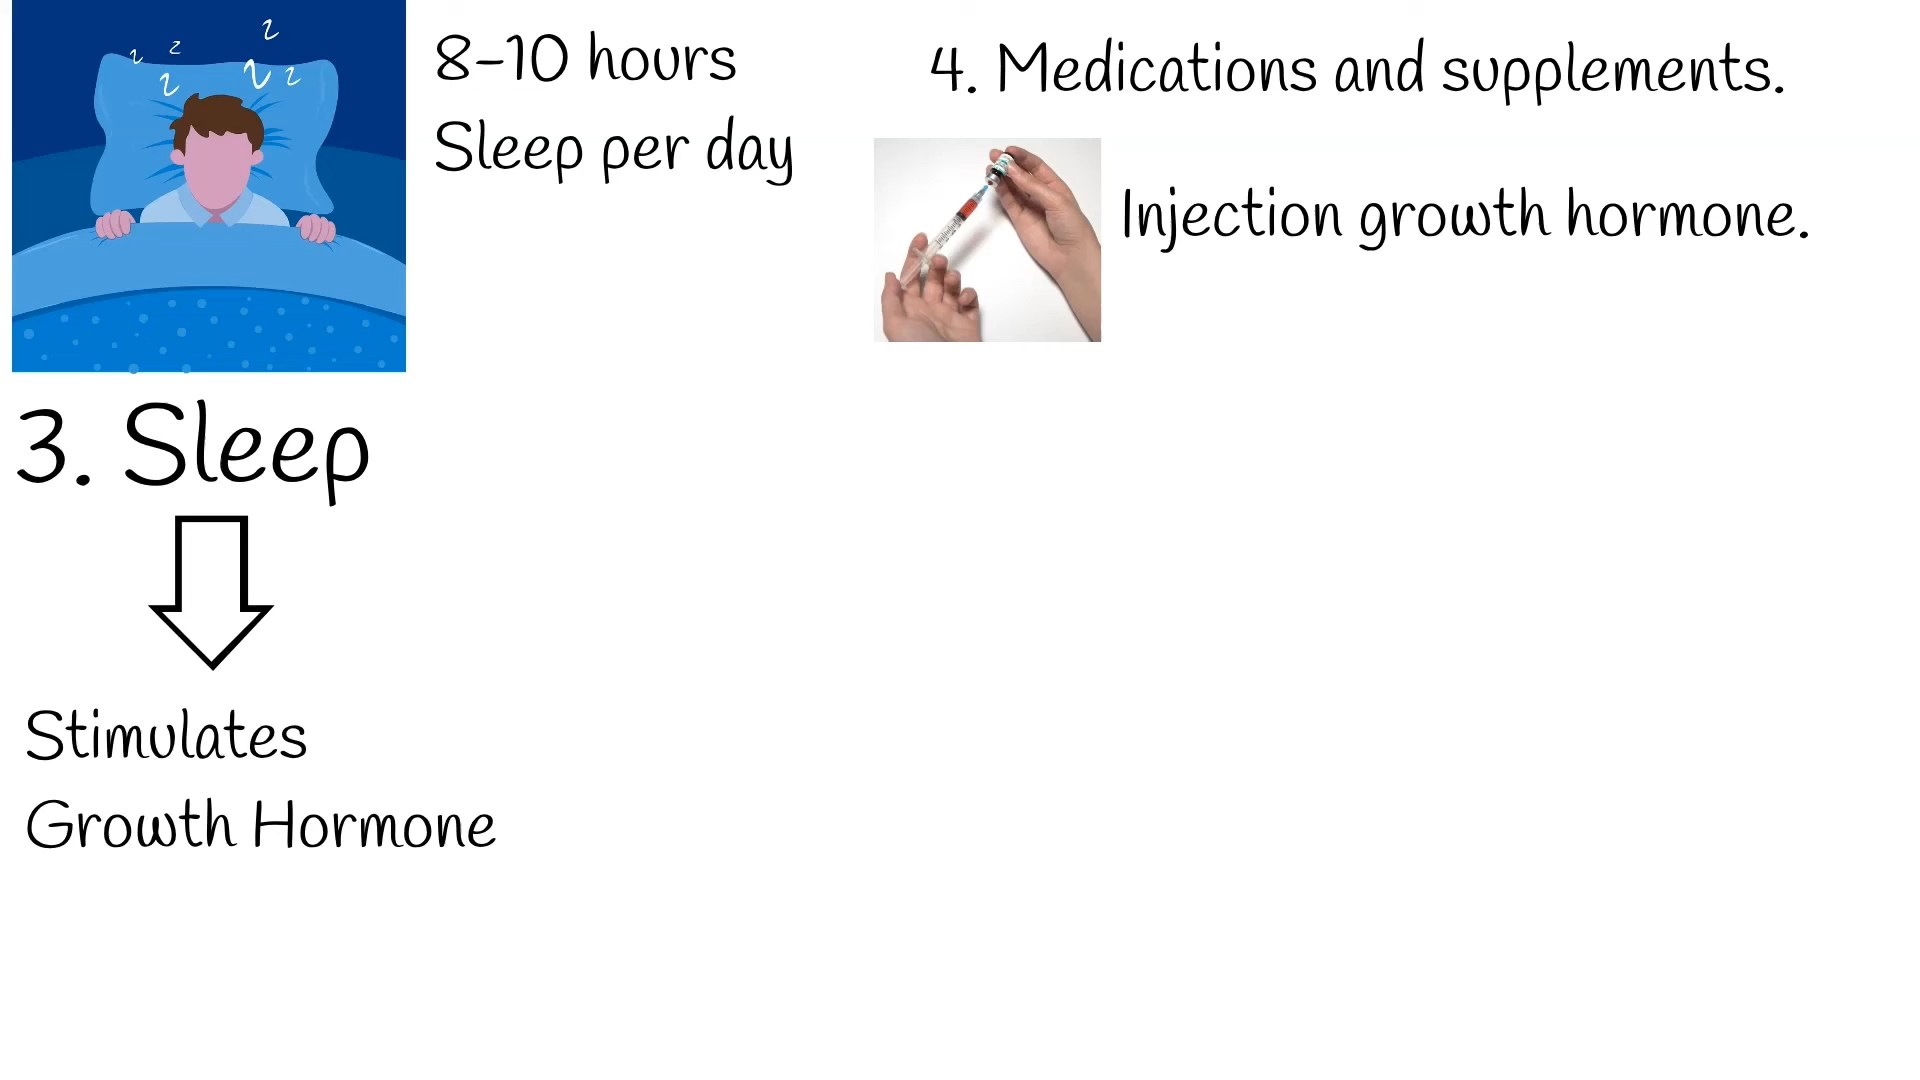 8-10 hours
Sleep per day
3. Sleep
Stimulates
Growth Hormone
4. Medications and supplements.
Injection growth hormone.